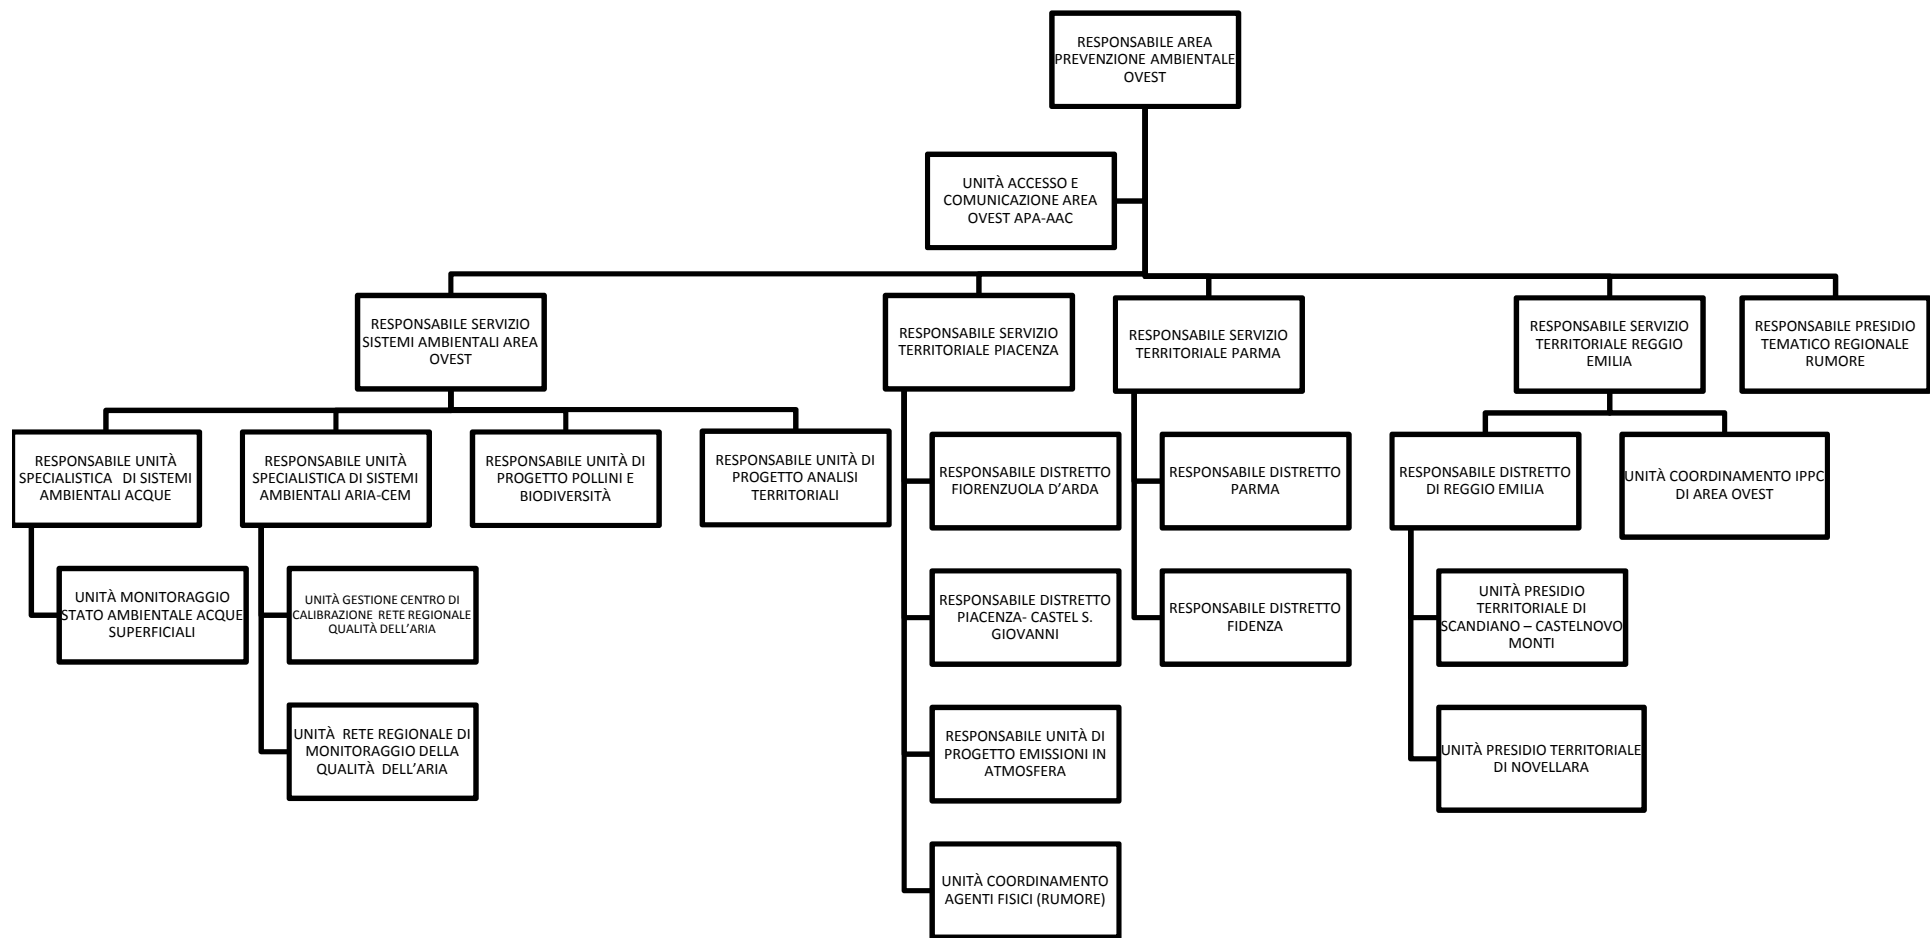 RESPONSABILE AREA
PREVENZIONE AMBIENTALE
OVEST
UNITÀ ACCESSO E
COMUNICAZIONE AREA
OVEST APA-AAC
RESPONSABILE SERVIZIO
SISTEMI AMBIENTALI AREA
OVEST
RESPONSABILE SERVIZIO
TERRITORIALE PIACENZA
RESPONSABILE SERVIZIO
TERRITORIALE PARMA
RESPONSABILE SERVIZIO
TERRITORIALE REGGIO
EMILIA
RESPONSABILE PRESIDIO
TEMATICO REGIONALE
RUMORE
RESPONSABILE UNITÀ
SPECIALISTICA DI SISTEMI
AMBIENTALI ACQUE
RESPONSABILE UNITÀ
SPECIALISTICA DI SISTEMI
AMBIENTALI ARIA-CEM
RESPONSABILE UNITÀ DI
PROGETTO POLLINI E
BIODIVERSITÀ
RESPONSABILE UNITÀ DI
PROGETTO ANALISI
TERRITORIALI
RESPONSABILE DISTRETTO
FIORENZUOLA D’ARDA
RESPONSABILE DISTRETTO
PARMA
RESPONSABILE DISTRETTO
DI REGGIO EMILIA
UNITÀ COORDINAMENTO IPPC
DI AREA OVEST
UNITÀ MONITORAGGIO
STATO AMBIENTALE ACQUE
SUPERFICIALI
UNITÀ GESTIONE CENTRO DI
CALIBRAZIONE RETE REGIONALE
QUALITÀ DELL’ARIA
RESPONSABILE DISTRETTO
PIACENZA- CASTEL S.
GIOVANNI
RESPONSABILE DISTRETTO
FIDENZA
UNITÀ PRESIDIO
TERRITORIALE DI
SCANDIANO – CASTELNOVO
MONTI
UNITÀ RETE REGIONALE DI
MONITORAGGIO DELLA
QUALITÀ DELL’ARIA
RESPONSABILE UNITÀ DI
PROGETTO EMISSIONI IN
ATMOSFERA
UNITÀ PRESIDIO TERRITORIALE
DI NOVELLARA
UNITÀ COORDINAMENTO
AGENTI FISICI (RUMORE)